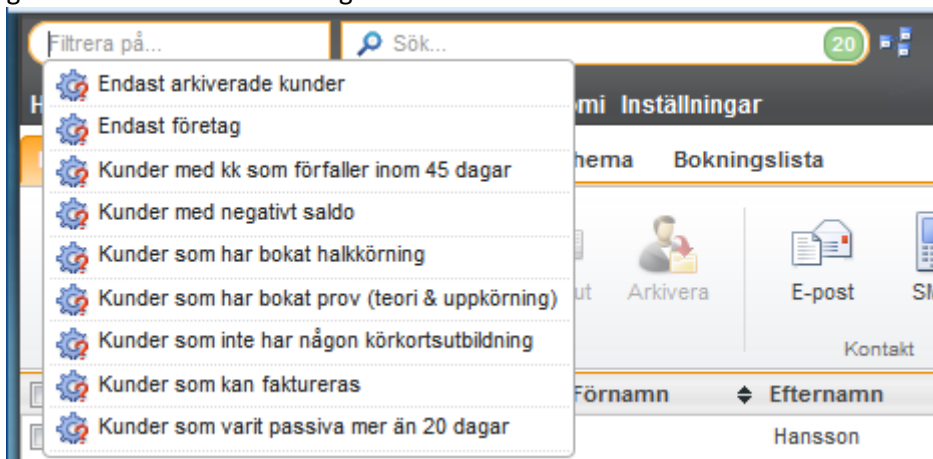 Filtrera på...
Sök...
20
Endast arkiverade kunder
omi Inställningar
Endast företag
hema Bokningslista
Kunder med kk som förfaller inom 45 dagar
Kunder med negativt saldo
Kunder som har bokat halkkörning
Kunder som har bokat prov (teori & uppkörning)
ut Arkivera E-post SM
Kunder som inte har någon körkortsutbildning
Kontakt
Kunder som kan faktureras
Förnamn Efternamn
Kunder som varit passiva mer än 20 dagar
Hansson